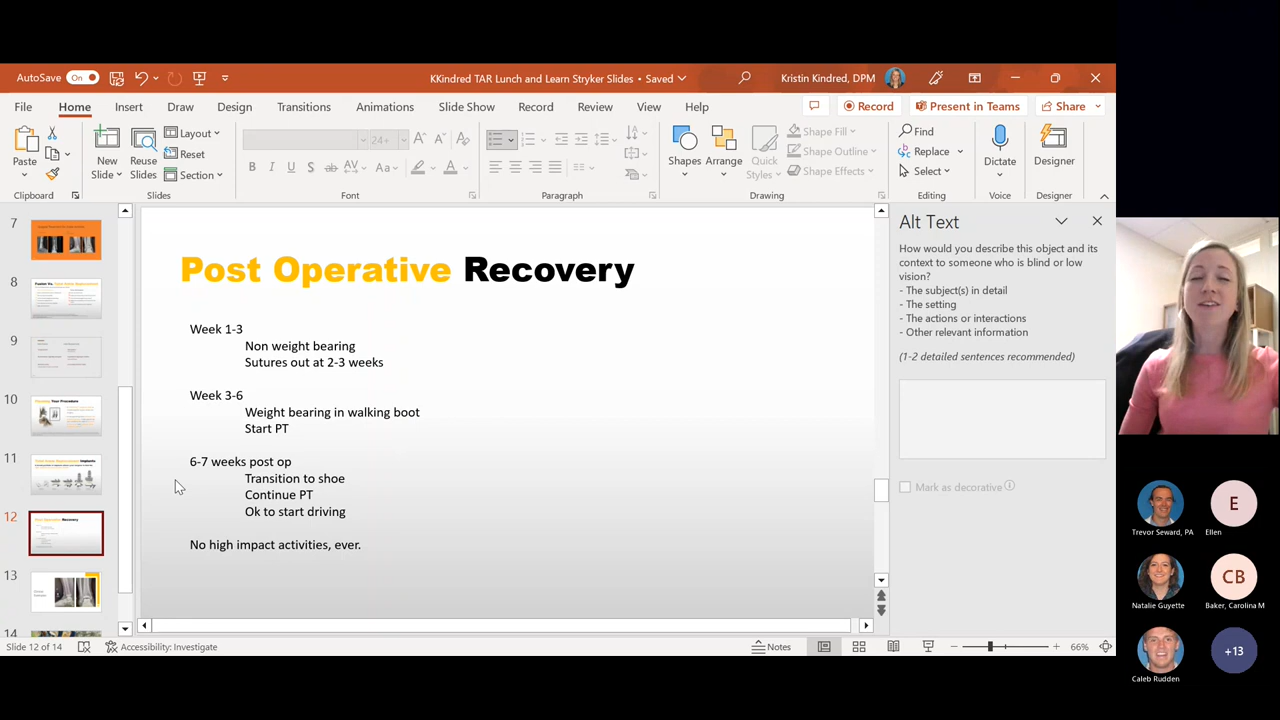 AutoSave On
KKindred TAR Lunch and Learn Stryker Slides • Saved
Kristin Kindred, DPM
File Home Insert Draw Design Transitions Animations Slide Show Record Review View Help
Record Present in Teams Share
Paste
New Slide
Reuse Slides
Layout
Reset
Section
24+
Shapes
Arrange
Quick Styles
Shape Fill
Shape Outline
Shape Effects
Find
Replace
Select
Dictate
Designer
Clipboard Slides Font Paragraph Drawing Editing Voice Designer
7
8
9
10
11
12
Post Operative Recovery
13
14
Post Operative Recovery
Week 1-3
Non weight bearing
Sutures out at 2-3 weeks
Week 3-6
Weight bearing in walking boot
Start PT
6-7 weeks post op
Transition to shoe
Continue PT
Ok to start driving
No high impact activities, ever.
Alt Text
How would you describe this object and its
context to someone who is blind or low
vision?
- The subject(s) in detail
- The setting
- The actions or interactions
- Other relevant information
(1-2 detailed sentences recommended)
Mark as decorative
Slide 12 of 14
Accessibility: Investigate
Notes
66%
E
Trevor Seward, PA
Ellen
CB
Natalie Guyette
Baker, Carolina M
+13
Caleb Rudden